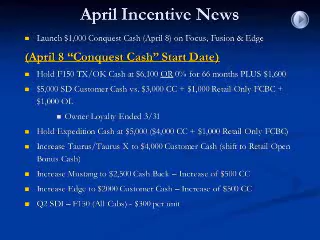 April Incentive News
Launch $1,000 Conquest Cash (April 8) on Focus, Fusion & Edge
(April 8 “Conquest Cash” Start Date)
Hold F150 TX/OK Cash at $6,100 OR 0% for 66 months PLUS $1,600
$5,000 SD Customer Cash vs. $3,000 CC + $1,000 Retail Only FCBC +
$1,000 OL
Owner Loyalty Ended 3/31
Hold Expedition Cash at $5,000 ($4,000 CC + $1,000 Retail Only FCBC)
Increase Taurus/Taurus X to $4,000 Customer Cash (shift to Retail Open
Bonus Cash)
Increase Mustang to $2,500 Cash Back – Increase of $500 CC
Increase Edge to $2000 Customer Cash – Increase of $500 CC
Q2 SDI – F150 (All Cabs) - $300 per unit